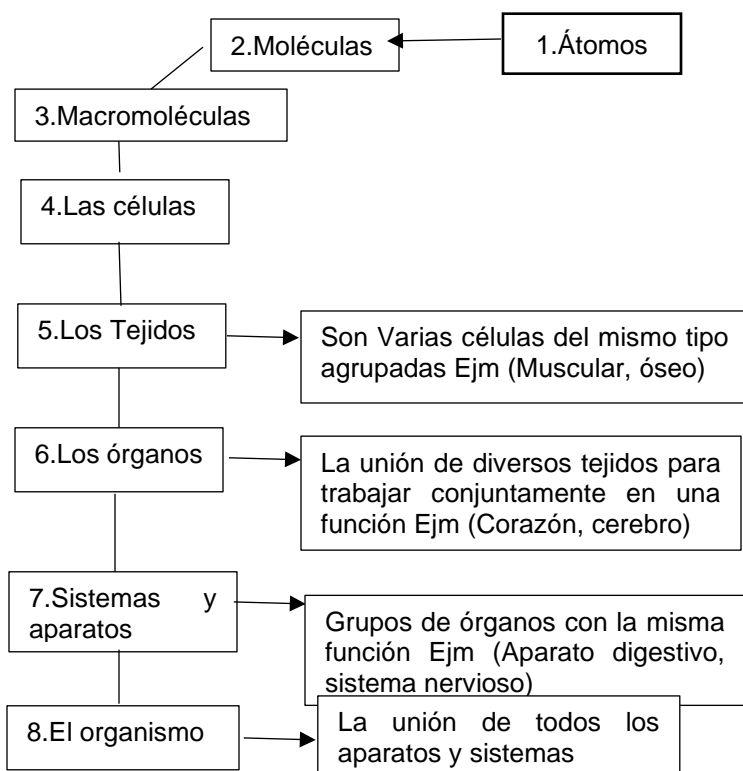 1.Átomos
2.Moléculas
3.Macromoléculas
4.Las células
5.Los Tejidos
Son Varias células del mismo tipo
agrupadas Ejm (Muscular, óseo)
6.Los órganos
La unión de diversos tejidos para
trabajar conjuntamente en una
función Ejm (Corazón, cerebro)
7.Sistemas y
aparatos
Grupos de órganos con la misma
función Ejm (Aparato digestivo,
sistema nervioso)
8.El organismo
La unión de todos los
aparatos y sistemas